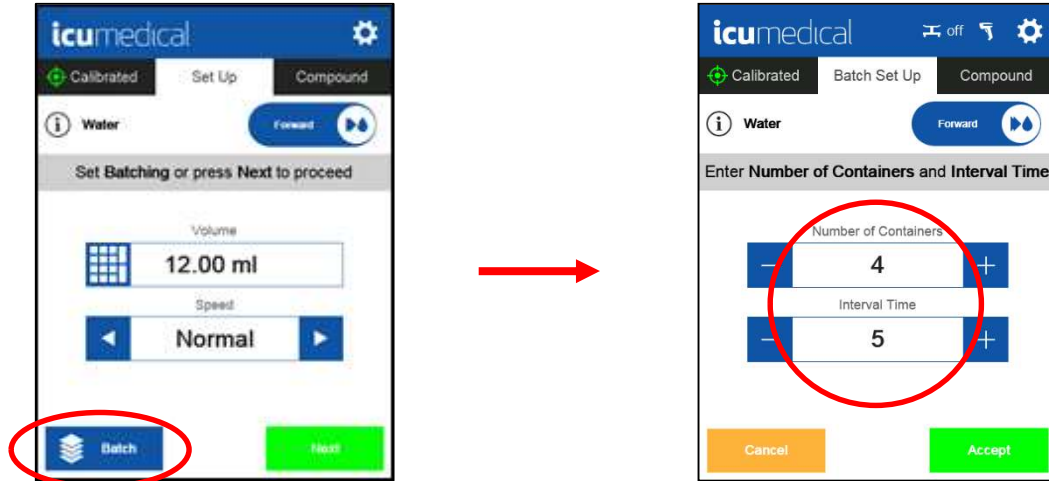 icumedical
Calibrated
Set Up
Compound
Water
Forward
Set Batching or press Next to proceed
Volume
12.00 ml
Speed
Normal
Batch
Next
icumedical
off
Calibrated
Batch Set Up
Compound
Water
Forward
Enter Number of Containers and Interval Time
Number of Containers
− 4 +
Interval Time
− 5 +
Cancel
Accept